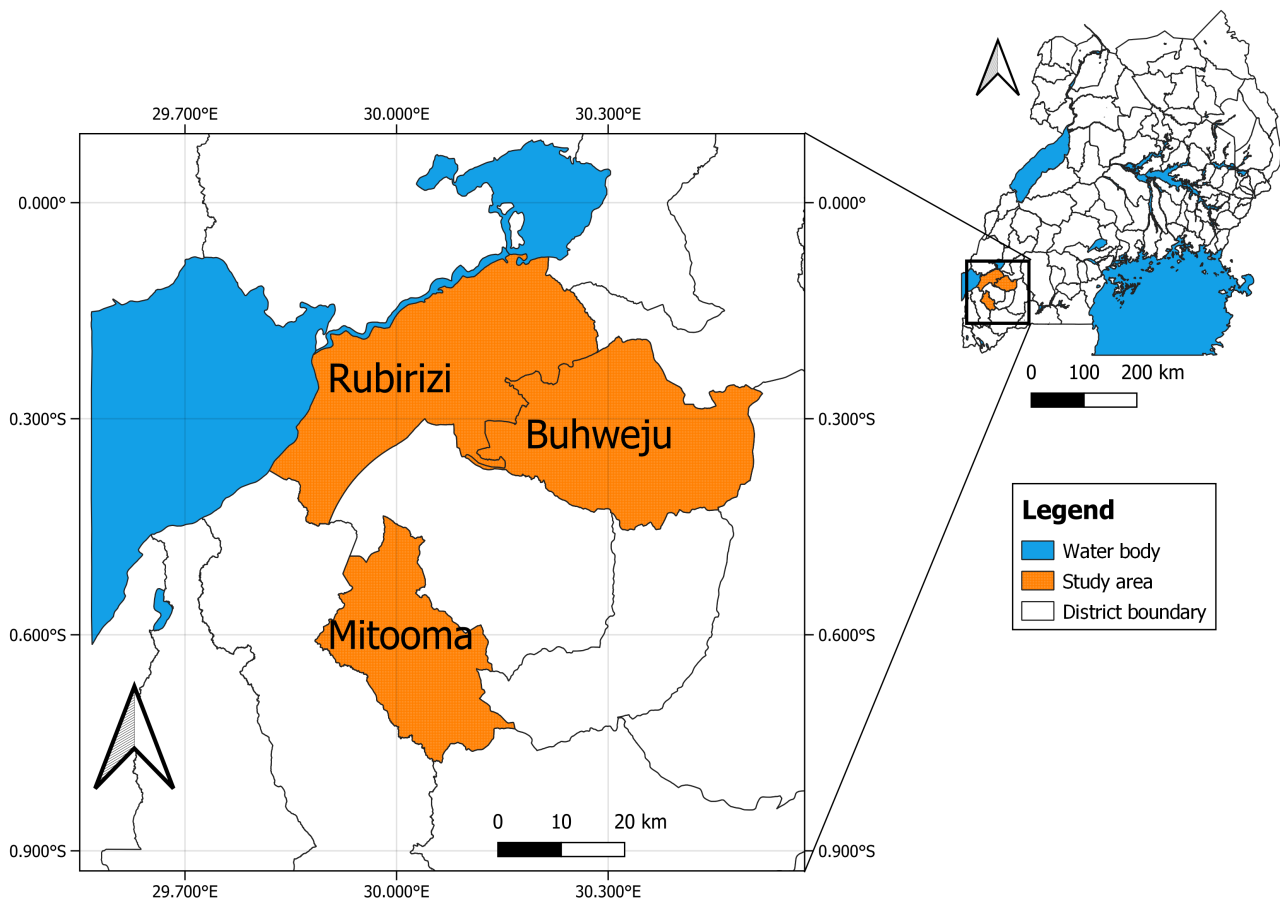 29.700°E 30.000°E 30.300°E
0.000° 0.000°
0 100 200 km
Rubirizi
0.300°S 0.300°S
Buhweju
Legend
Water body
Study area
District boundary
Mitooma
0.600°S 0.600°S
0 10 20 km
0.900°S 0.900°S
29.700°E 30.000°E 30.300°E